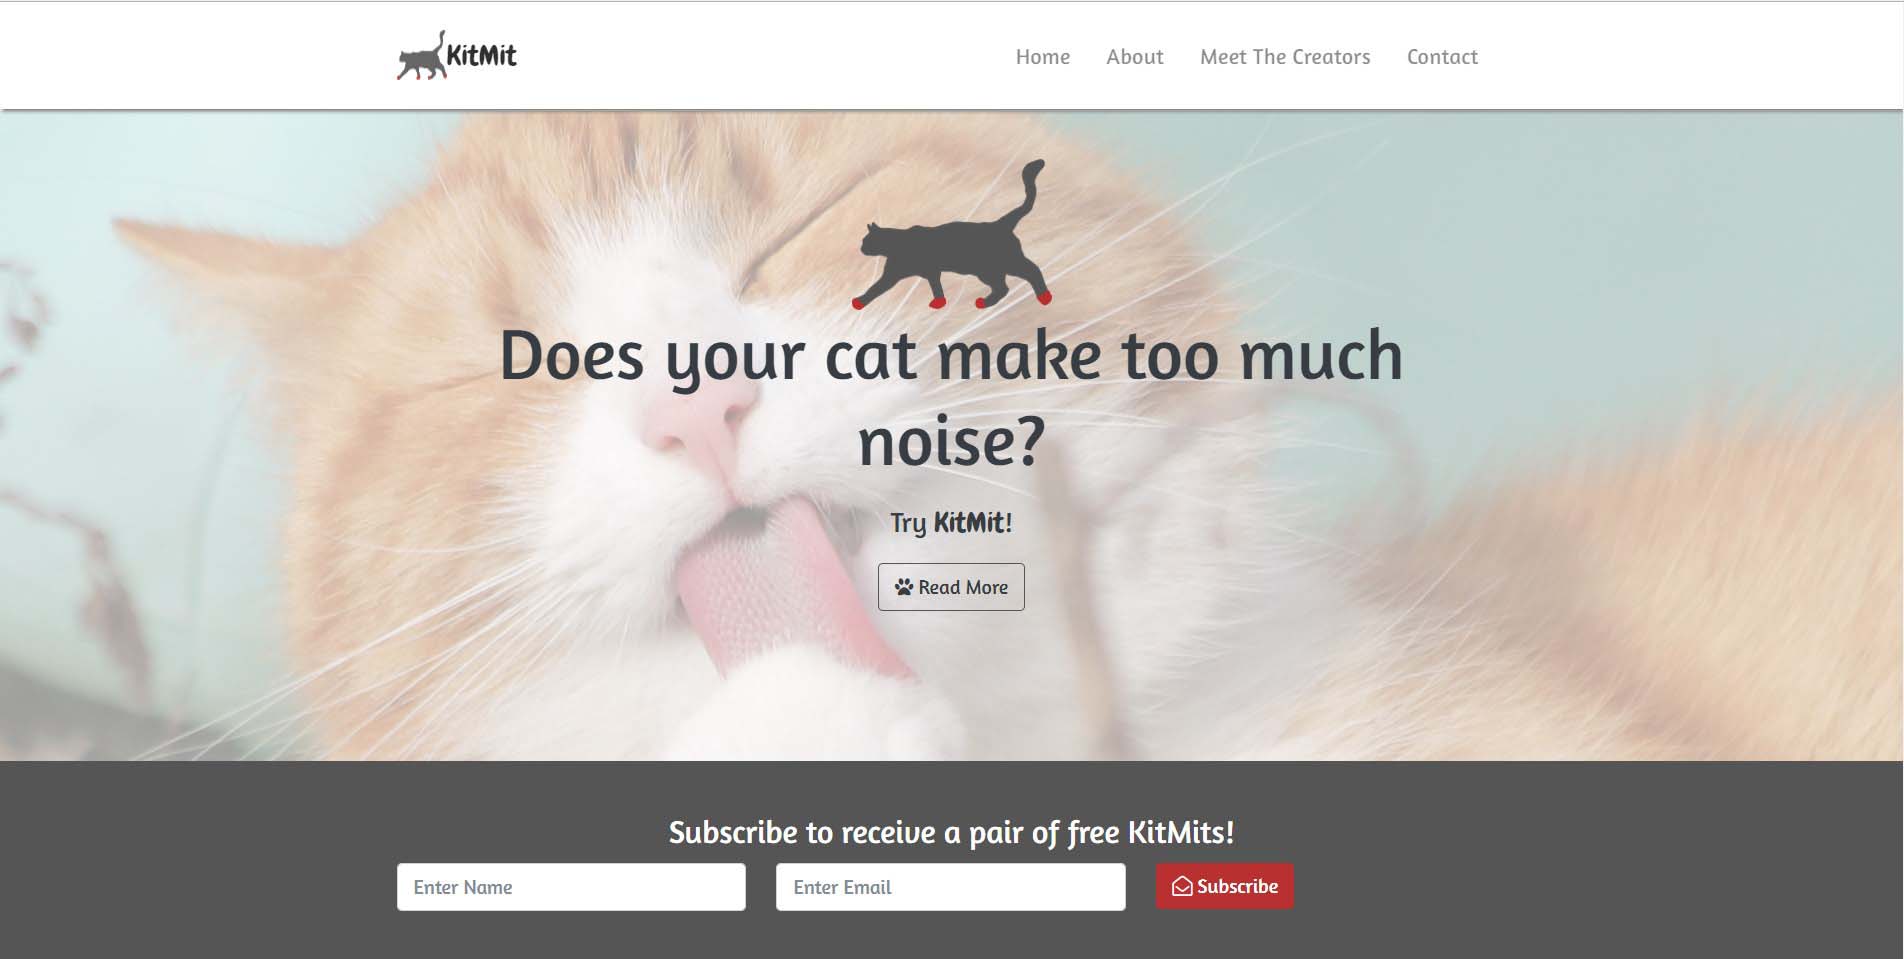 KitMit
Home About Meet The Creators Contact
Does your cat make too much
noise?
Try KitMit!
Read More
Subscribe to receive a pair of free KitMits!
Enter Name Enter Email Subscribe